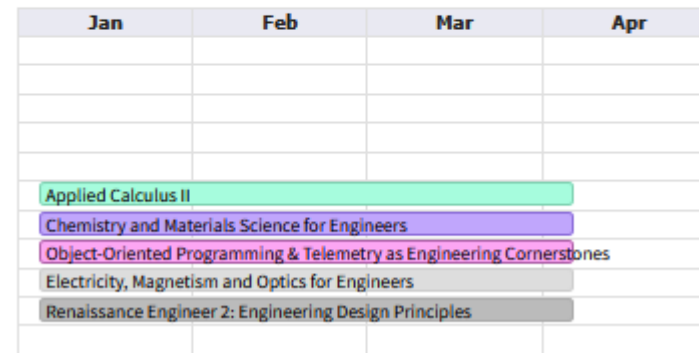 Jan Feb Mar Apr
Applied Calculus II
Chemistry and Materials Science for Engineers
Object-Oriented Programming & Telemetry as Engineering Cornerstones
Electricity, Magnetism and Optics for Engineers
Renaissance Engineer 2: Engineering Design Principles